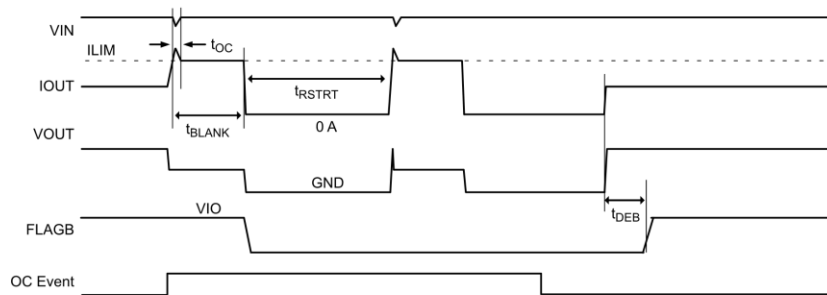 VIN
ILIM
tOC
IOUT
tRSTRT
tBLANK
0 A
VOUT
GND
VIO
tDEB
FLAGB
OC Event